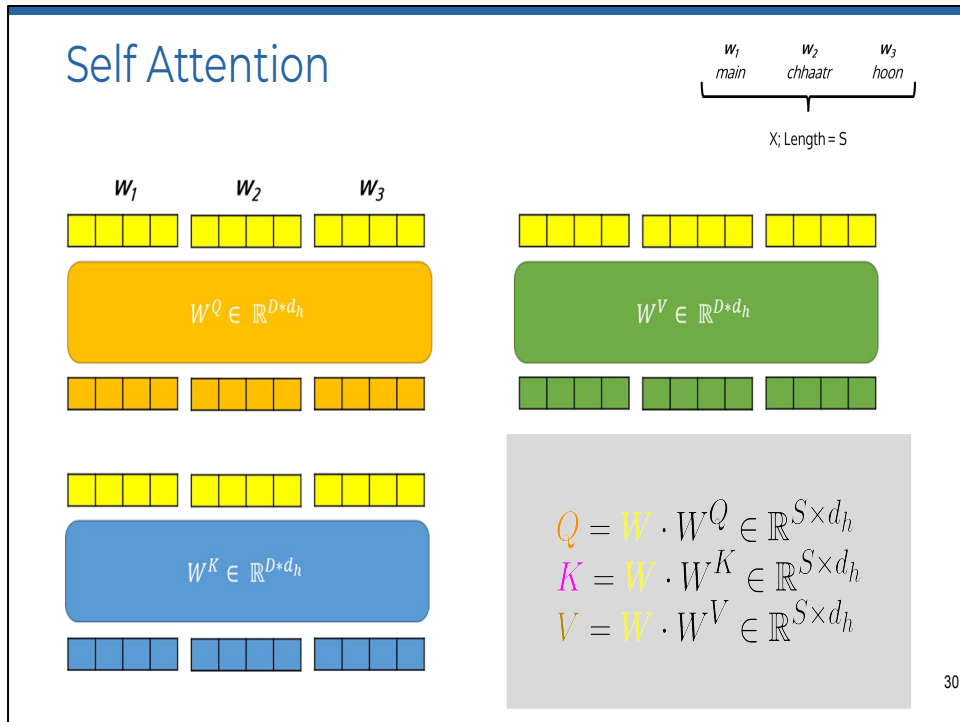 Self Attention
w₁ w₂ w₃
main chhaatr hoon
X; Length = S
w₁ w₂ w₃
W^Q ∈ ℝ^{D*d_h}
W^V ∈ ℝ^{D*d_h}
W^K ∈ ℝ^{D*d_h}
Q = W · W^Q ∈ ℝ^{S×d_h}
K = W · W^K ∈ ℝ^{S×d_h}
V = W · W^V ∈ ℝ^{S×d_h}
30